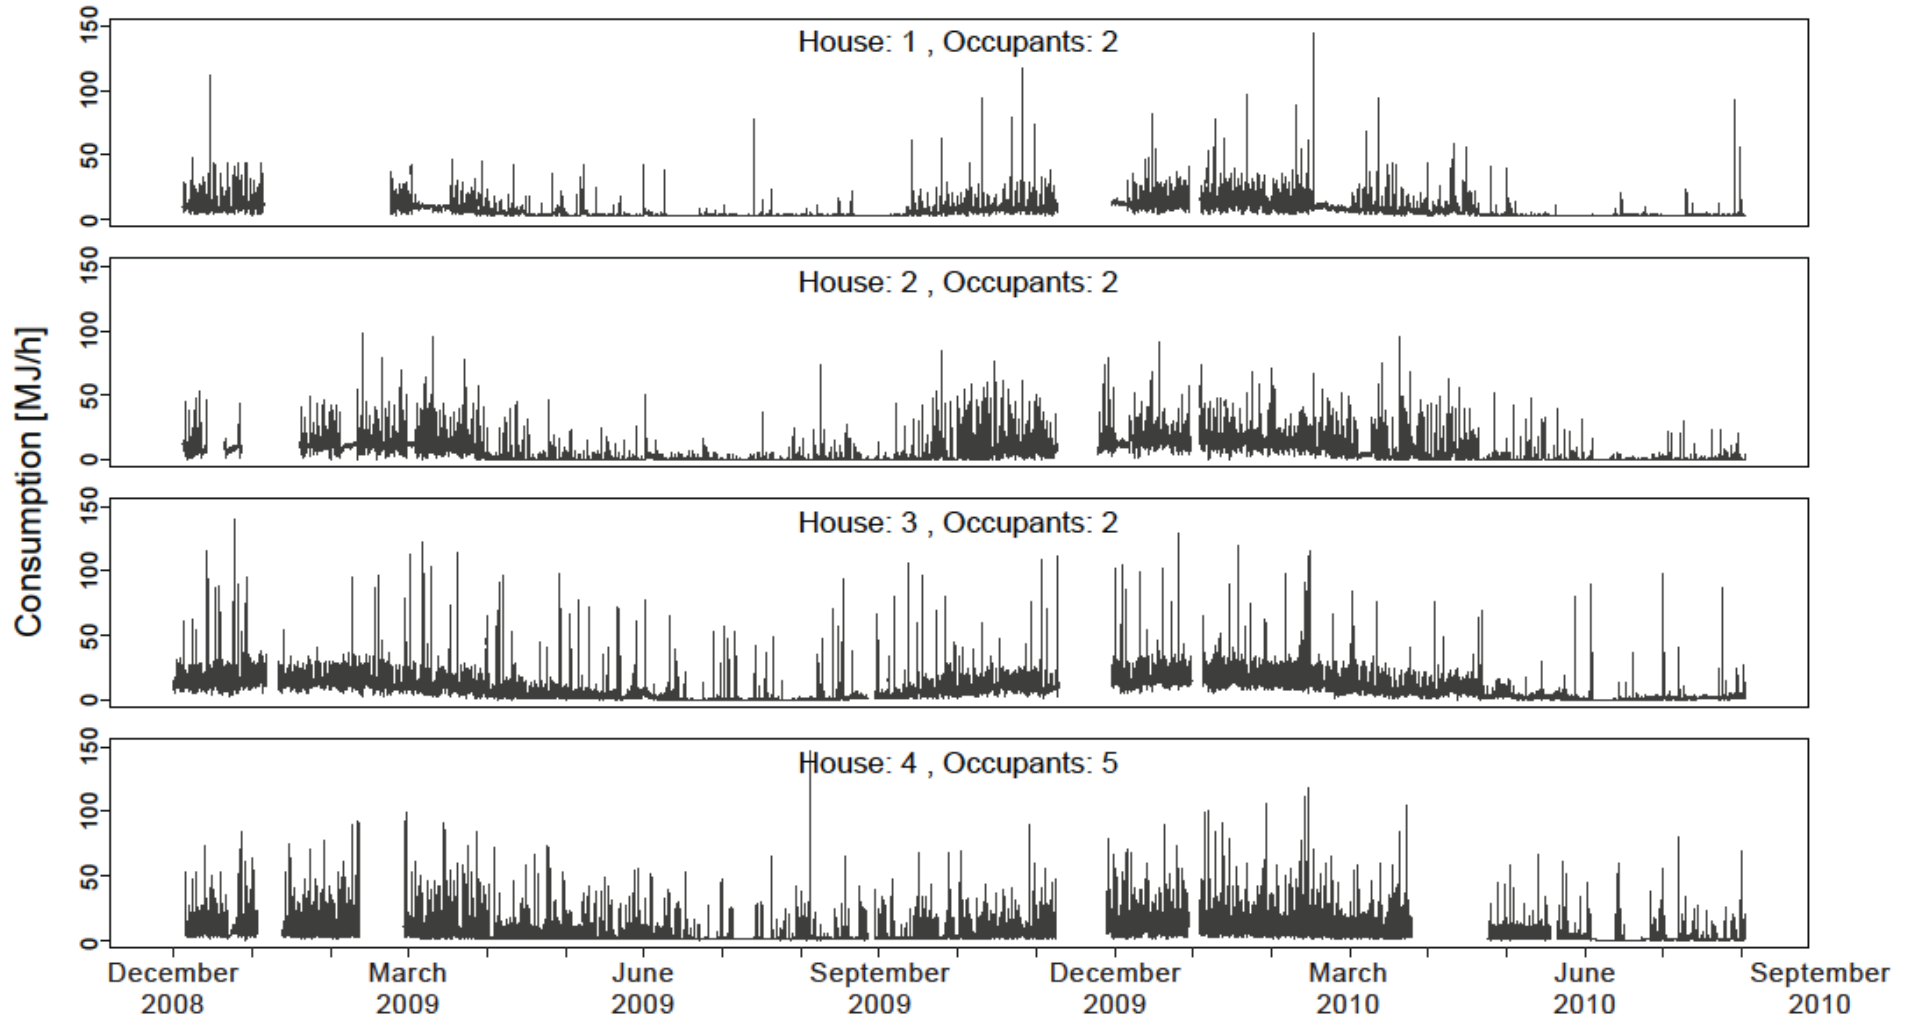 Consumption [MJ/h]
House: 1 , Occupants: 2
150
100
50
0
House: 2 , Occupants: 2
150
100
50
0
House: 3 , Occupants: 2
150
100
50
0
House: 4 , Occupants: 5
150
100
50
0
December March June September December March June September
2008 2009 2009 2009 2009 2010 2010 2010